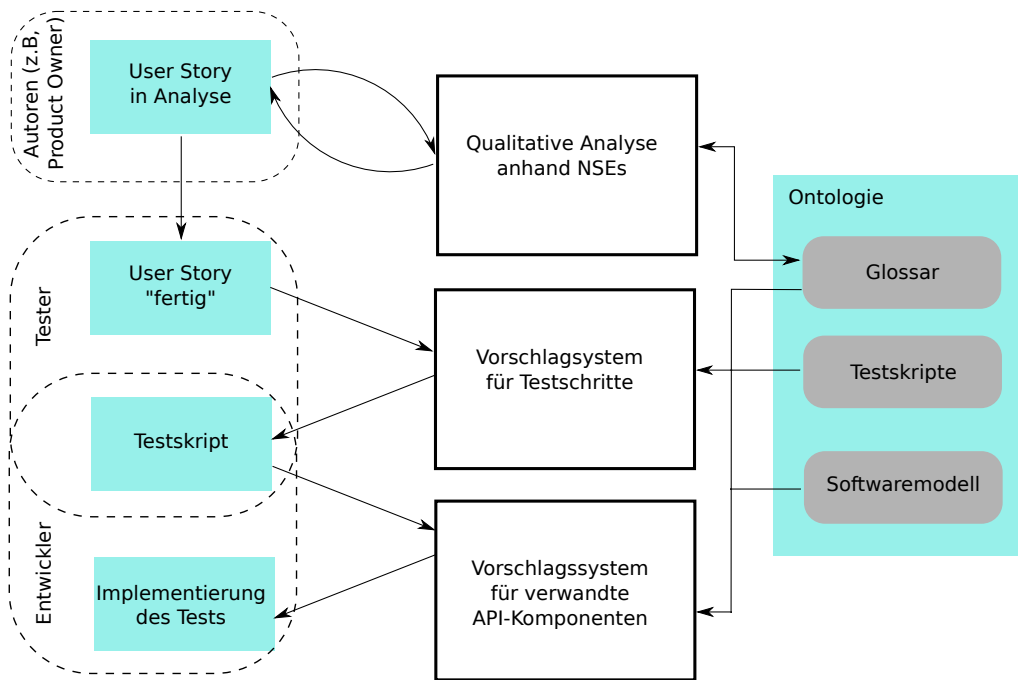 Autoren (z.B,
Product Owner)
User Story
in Analyse
Qualitative Analyse
anhand NSEs
Ontologie
Glossar
Testskripte
Softwaremodell
Tester
User Story
"fertig"
Vorschlagsystem
für Testschritte
Testskript
Entwickler
Implementierung
des Tests
Vorschlagssystem
für verwandte
API-Komponenten